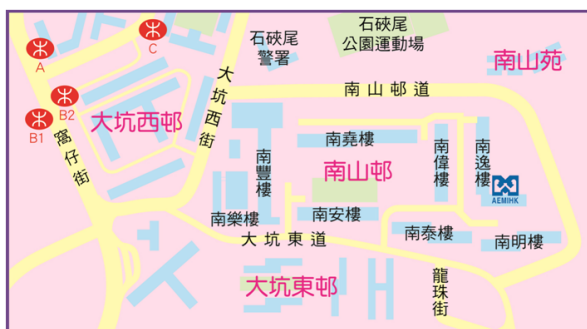 C
A
B2
B1
窩仔街
大坑西邨
大坑西街
石硤尾
警署
石硤尾
公園運動場
南山苑
南山邨道
南豐樓
南堯樓
南山邨
南偉樓
南逸樓
AEMIHK
南樂樓
南安樓
南泰樓
南明樓
大坑東道
大坑東邨
龍珠街